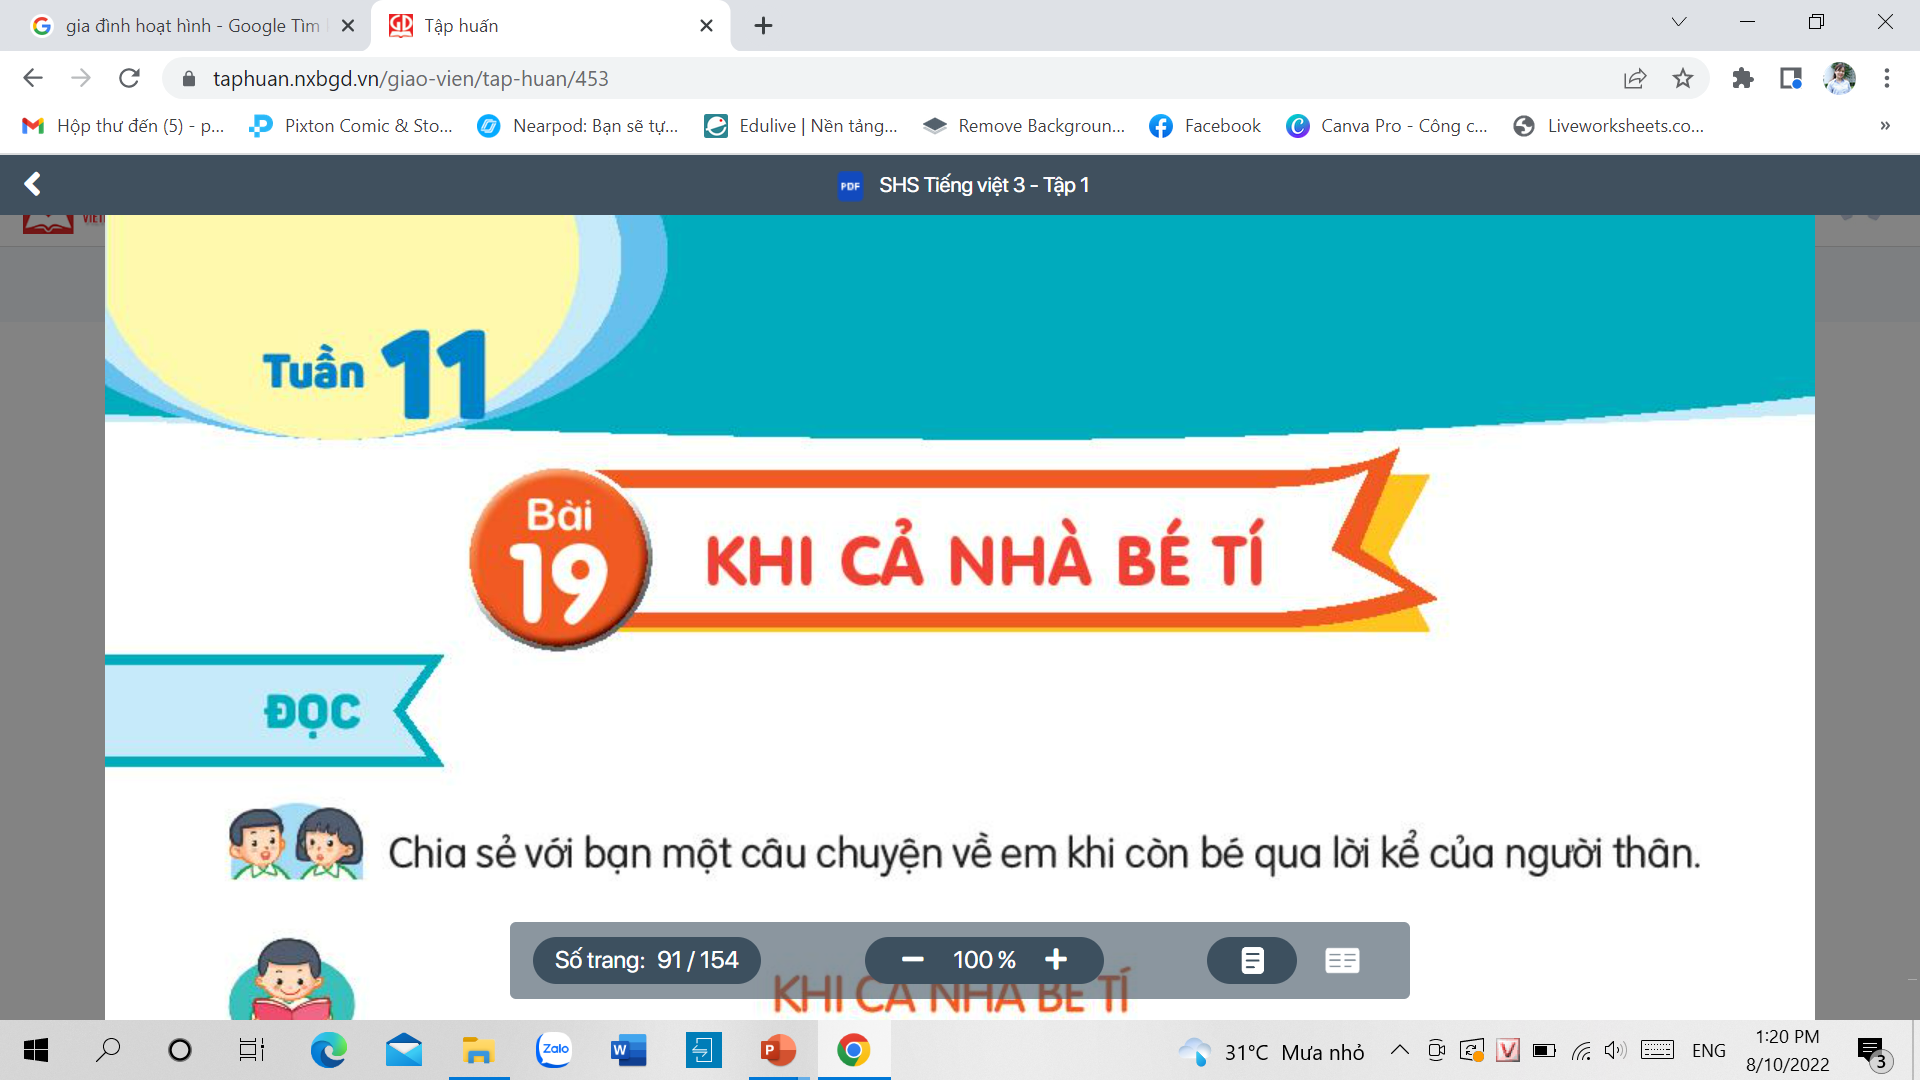 gia đình hoạt hình - Google Tìm
Tập huấn
taphuan.nxbgd.vn/giao-vien/tap-huan/453
Hộp thư đến (5) - p...
Pixton Comic & Sto...
Nearpod: Bạn sẽ tự...
Edulive | Nền tảng...
Remove Backgroun...
Facebook
Canva Pro - Công c...
Liveworksheets.co...
»
PDF SHS Tiếng việt 3 - Tập 1
Tuần 11
Bài
19
KHI CẢ NHÀ BÉ TÍ
ĐỌC
Chia sẻ với bạn một câu chuyện về em khi còn bé qua lời kể của người thân.
Số trang: 91 / 154
100 %
KHI CẢ NHÀ BÉ TÍ
Zalo
31°C Mưa nhỏ
ENG
1:20 PM
8/10/2022
3